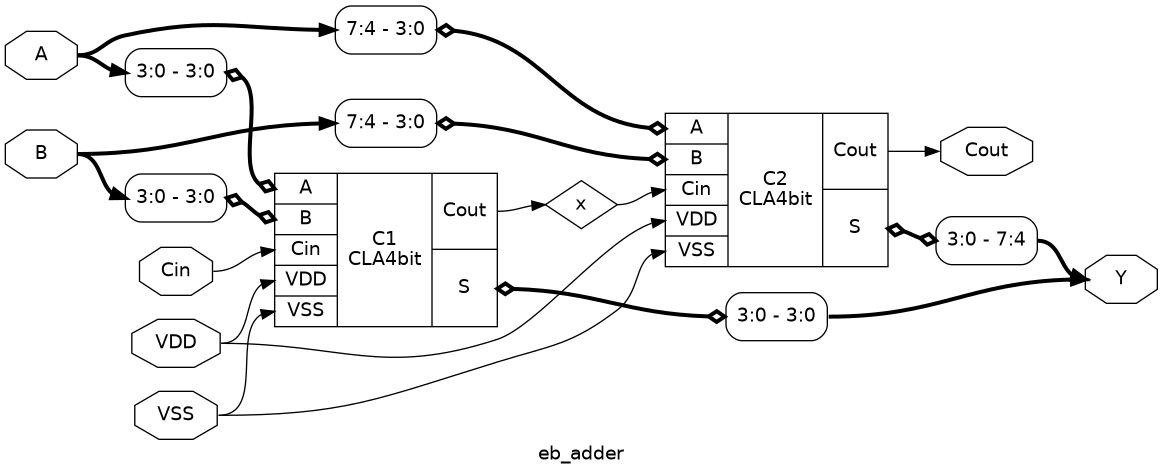 A
7:4 - 3:0
3:0 - 3:0
B
7:4 - 3:0
3:0 - 3:0
Cin
VDD
VSS
A
B
Cin
VDD
VSS
C1
CLA4bit
Cout
S
x
A
B
Cin
VDD
VSS
C2
CLA4bit
Cout
S
Cout
3:0 - 7:4
3:0 - 3:0
Y
eb_adder